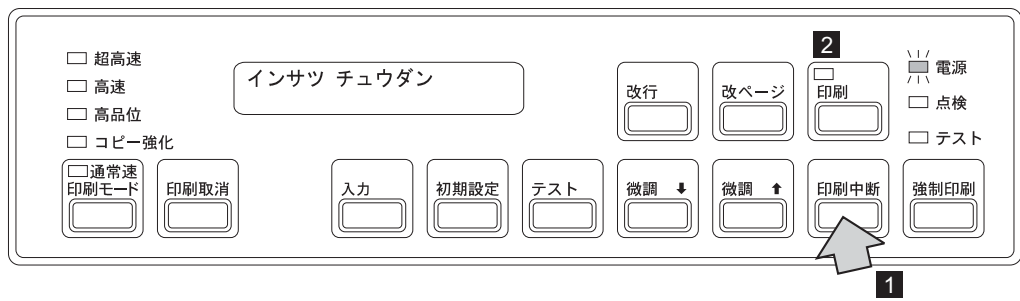 超高速
高速
高品位
コピー強化
インサツ チュウダン
2
改行
改ページ
印刷
電源
点検
テスト
通常速
印刷モード
印刷取消
入力
初期設定
テスト
微調 ⬇
微調 ⬆
印刷中断
強制印刷
1